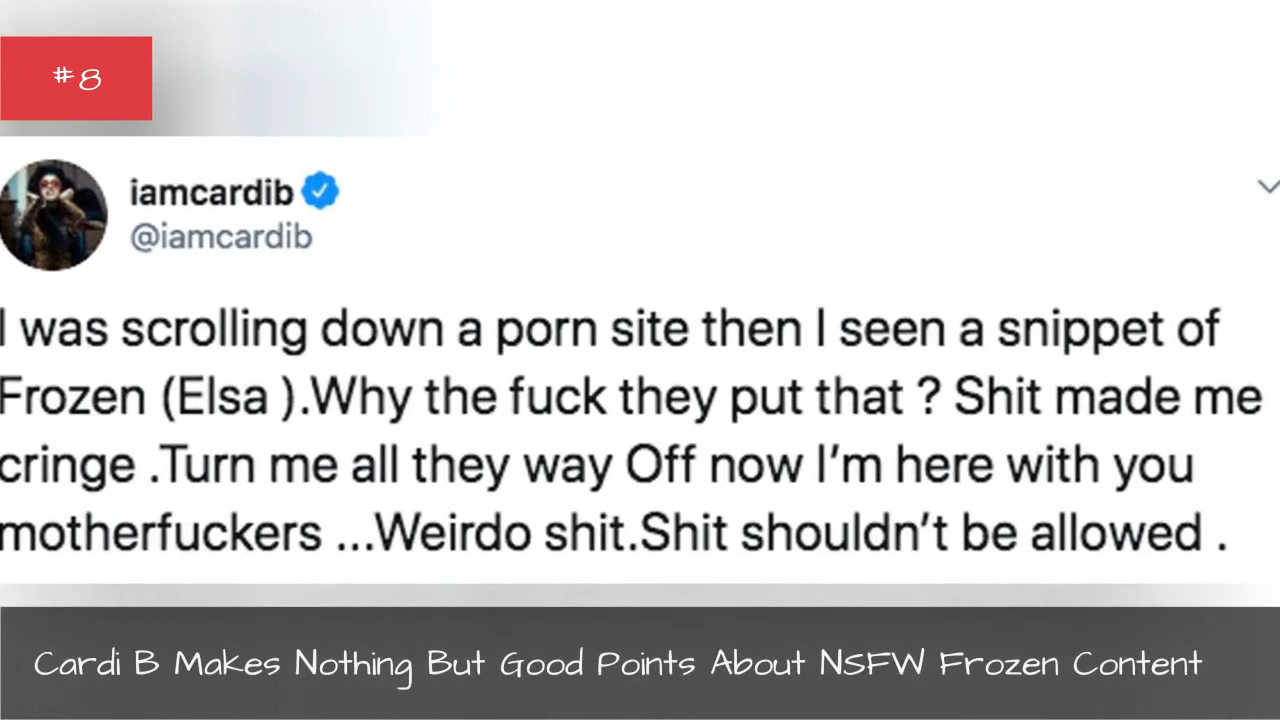 #8
iamcardib
@iamcardib
I was scrolling down a porn site then I seen a snippet of
Frozen (Elsa ).Why the fuck they put that ? Shit made me
cringe .Turn me all they way Off now I'm here with you
motherfuckers ...Weirdo shit.Shit shouldn't be allowed .
Cardi B Makes Nothing But Good Points About NSFW Frozen Content